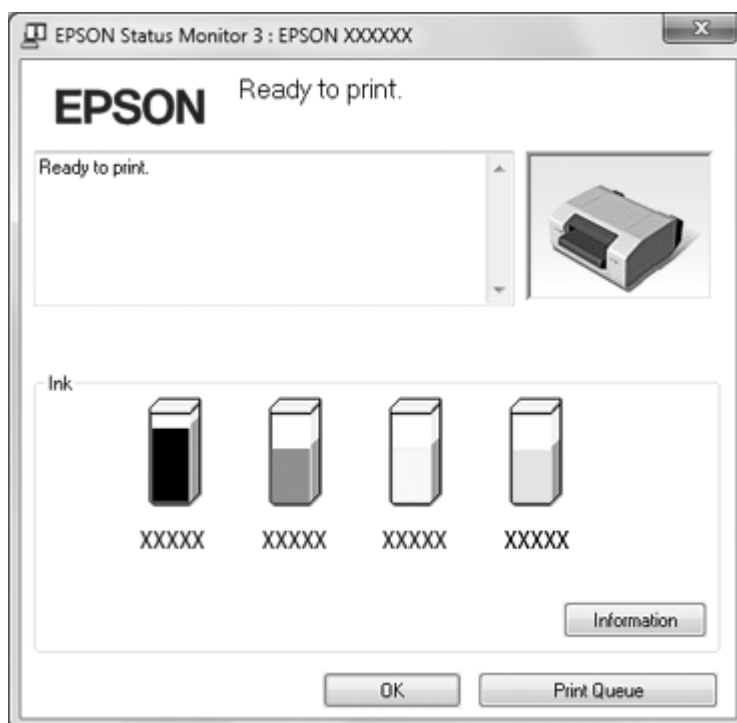 EPSON Status Monitor 3 : EPSON XXXXXX
EPSON
Ready to print.
Ready to print.
Ink
XXXXX XXXXX XXXXX XXXXX
Information
OK Print Queue